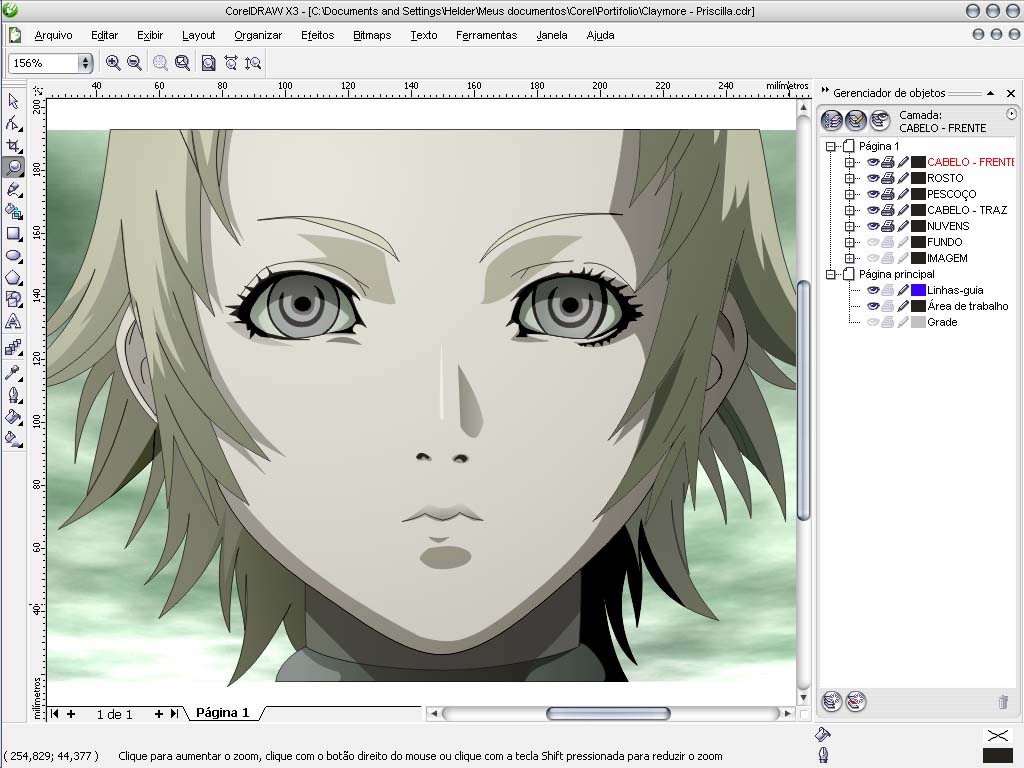 CorelDRAW X3 - [C:\Documents and Settings\Helder\Meus documentos\Corel\Portifolio\Claymore - Priscilla.cdr]
Arquivo Editar Exibir Layout Organizar Efeitos Bitmaps Texto Ferramentas Janela Ajuda
156%
40 60 80 100 120 140 160 180 200 220 240 260 milímetros
Gerenciador de objetos
Camada:
CABELO - FRENTE
Página 1
CABELO - FRENTE
ROSTO
PESCOÇO
CABELO - TRAZ
NUVENS
FUNDO
IMAGEM
Página principal
Linhas-guia
Área de trabalho
Grade
200
180
160
140
120
100
80
60
40
milímetros
1 de 1
Página 1
( 254,829; 44,377 ) Clique para aumentar o zoom, clique com o botão direito do mouse ou clique com a tecla Shift pressionada para reduzir o zoom